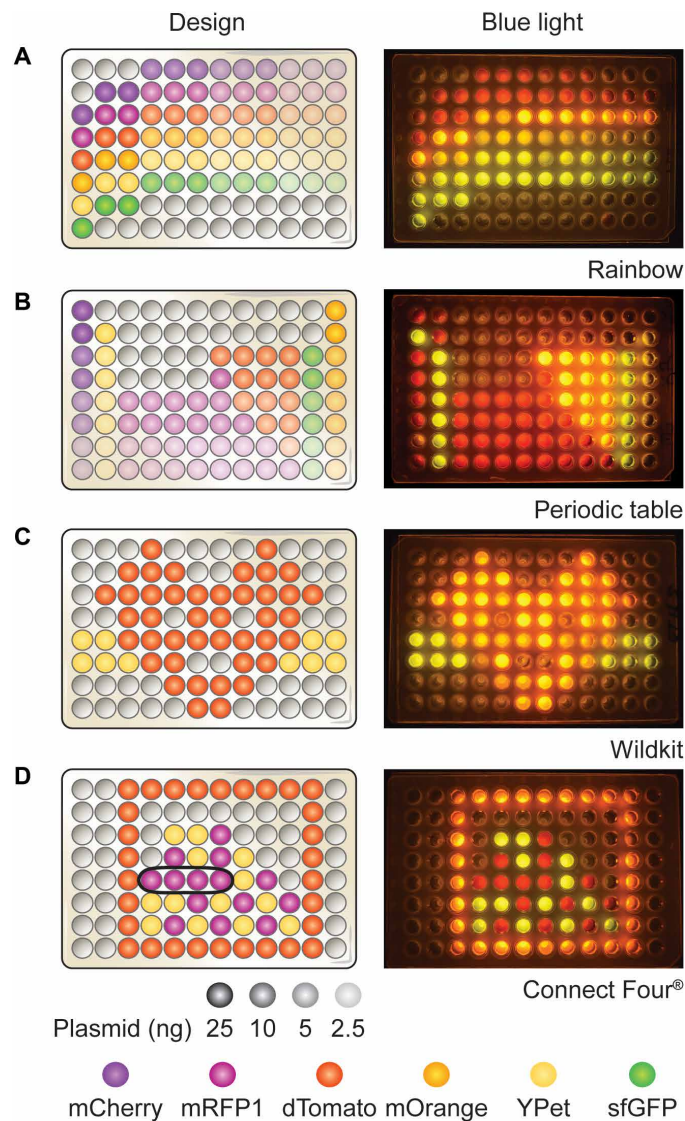 Design Blue light
A
Rainbow
B
Periodic table
C
Wildkit
D
Connect Four®
Plasmid (ng) 25 10 5 2.5
mCherry mRFP1 dTomato mOrange YPet sfGFP